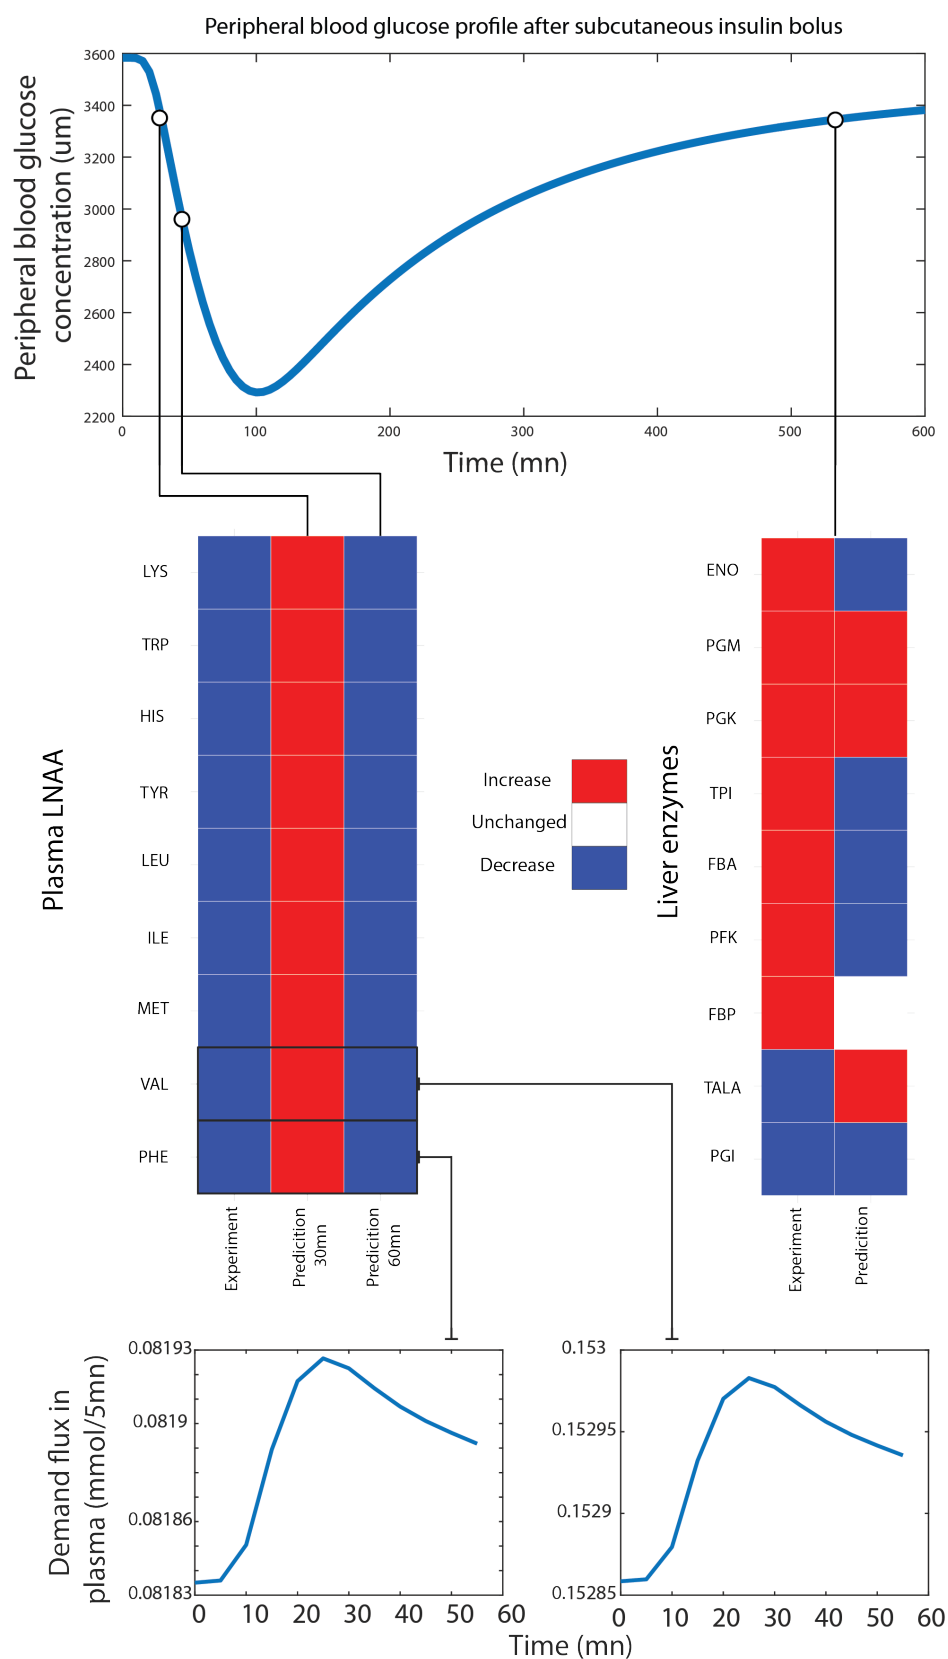 Peripheral blood glucose profile after subcutaneous insulin bolus
Peripheral blood glucose
concentration (um)
3600
3400
3200
3000
2800
2600
2400
2200
0 100 200 300 400 500 600
Time (mn)
Plasma LNAA
LYS
TRP
HIS
TYR
LEU
ILE
MET
VAL
PHE
Experiment
Predicition
30mn
Predicition
60mn
Increase
Unchanged
Decrease
Liver enzymes
ENO
PGM
PGK
TPI
FBA
PFK
FBP
TALA
PGI
Experiment
Predicition
Demand flux in
plasma (mmol/5mn)
0.08193
0.0819
0.08186
0.08183
0 10 20 30 40 50 60
0.153
0.15295
0.1529
0.15285
0 10 20 30 40 50 60
Time (mn)